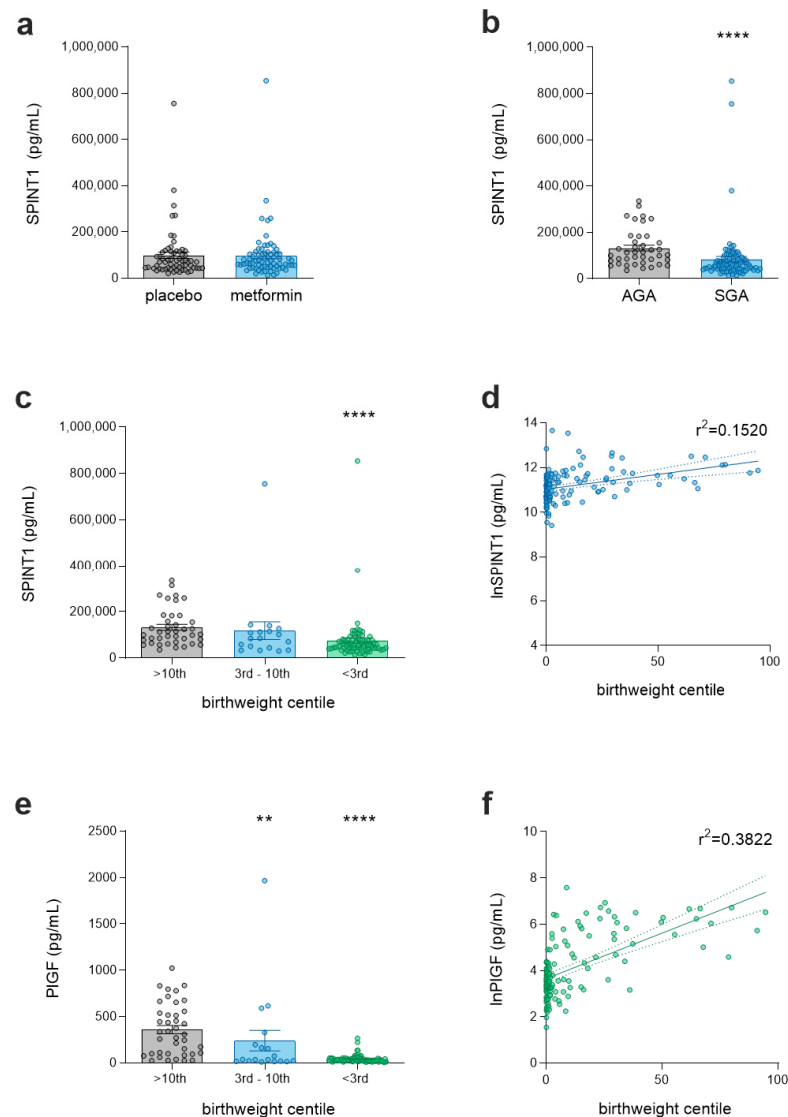 a
1,000,000
800,000
600,000
400,000
200,000
0
SPINT1 (pg/mL)
placebo metformin
b
****
1,000,000
800,000
600,000
400,000
200,000
0
SPINT1 (pg/mL)
AGA SGA
c
****
1,000,000
800,000
600,000
400,000
200,000
0
SPINT1 (pg/mL)
>10th 3rd - 10th <3rd
birthweight centile
d
r²=0.1520
14
12
10
8
6
4
lnSPINT1 (pg/mL)
0 50 100
birthweight centile
e
** ****
2500
2000
1500
1000
500
0
PlGF (pg/mL)
>10th 3rd - 10th <3rd
birthweight centile
f
r²=0.3822
10
8
6
4
2
0
lnPlGF (pg/mL)
0 50 100
birthweight centile